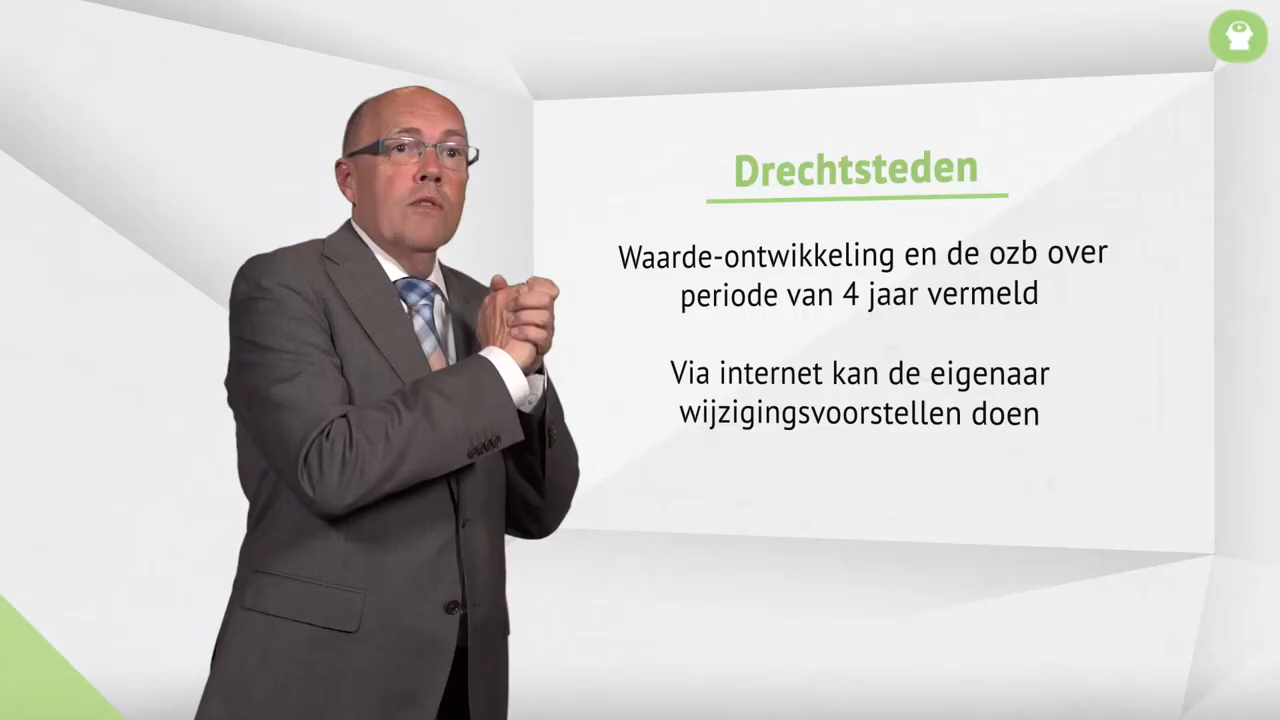 Drechtsteden
Waarde-ontwikkeling en de ozb over
periode van 4 jaar vermeld
Via internet kan de eigenaar
wijzigingsvoorstellen doen